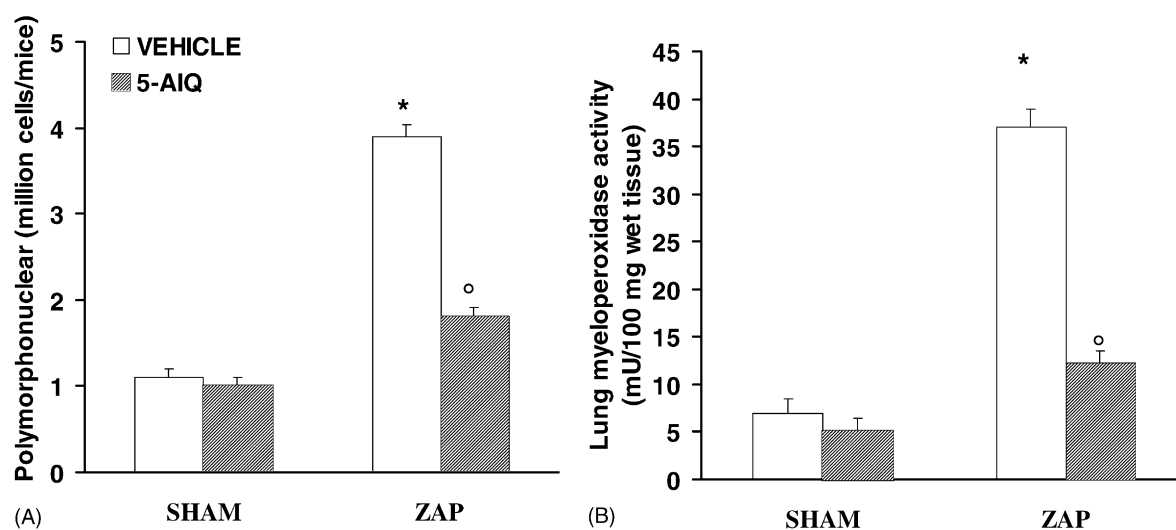 5
4
3
2
1
0
Polymorphonuclear (million cells/mice)
VEHICLE
5-AIQ
*
°
SHAM ZAP
(A)
45
40
35
30
25
20
15
10
5
0
Lung myeloperoxidase activity
(mU/100 mg wet tissue)
*
°
SHAM ZAP
(B)